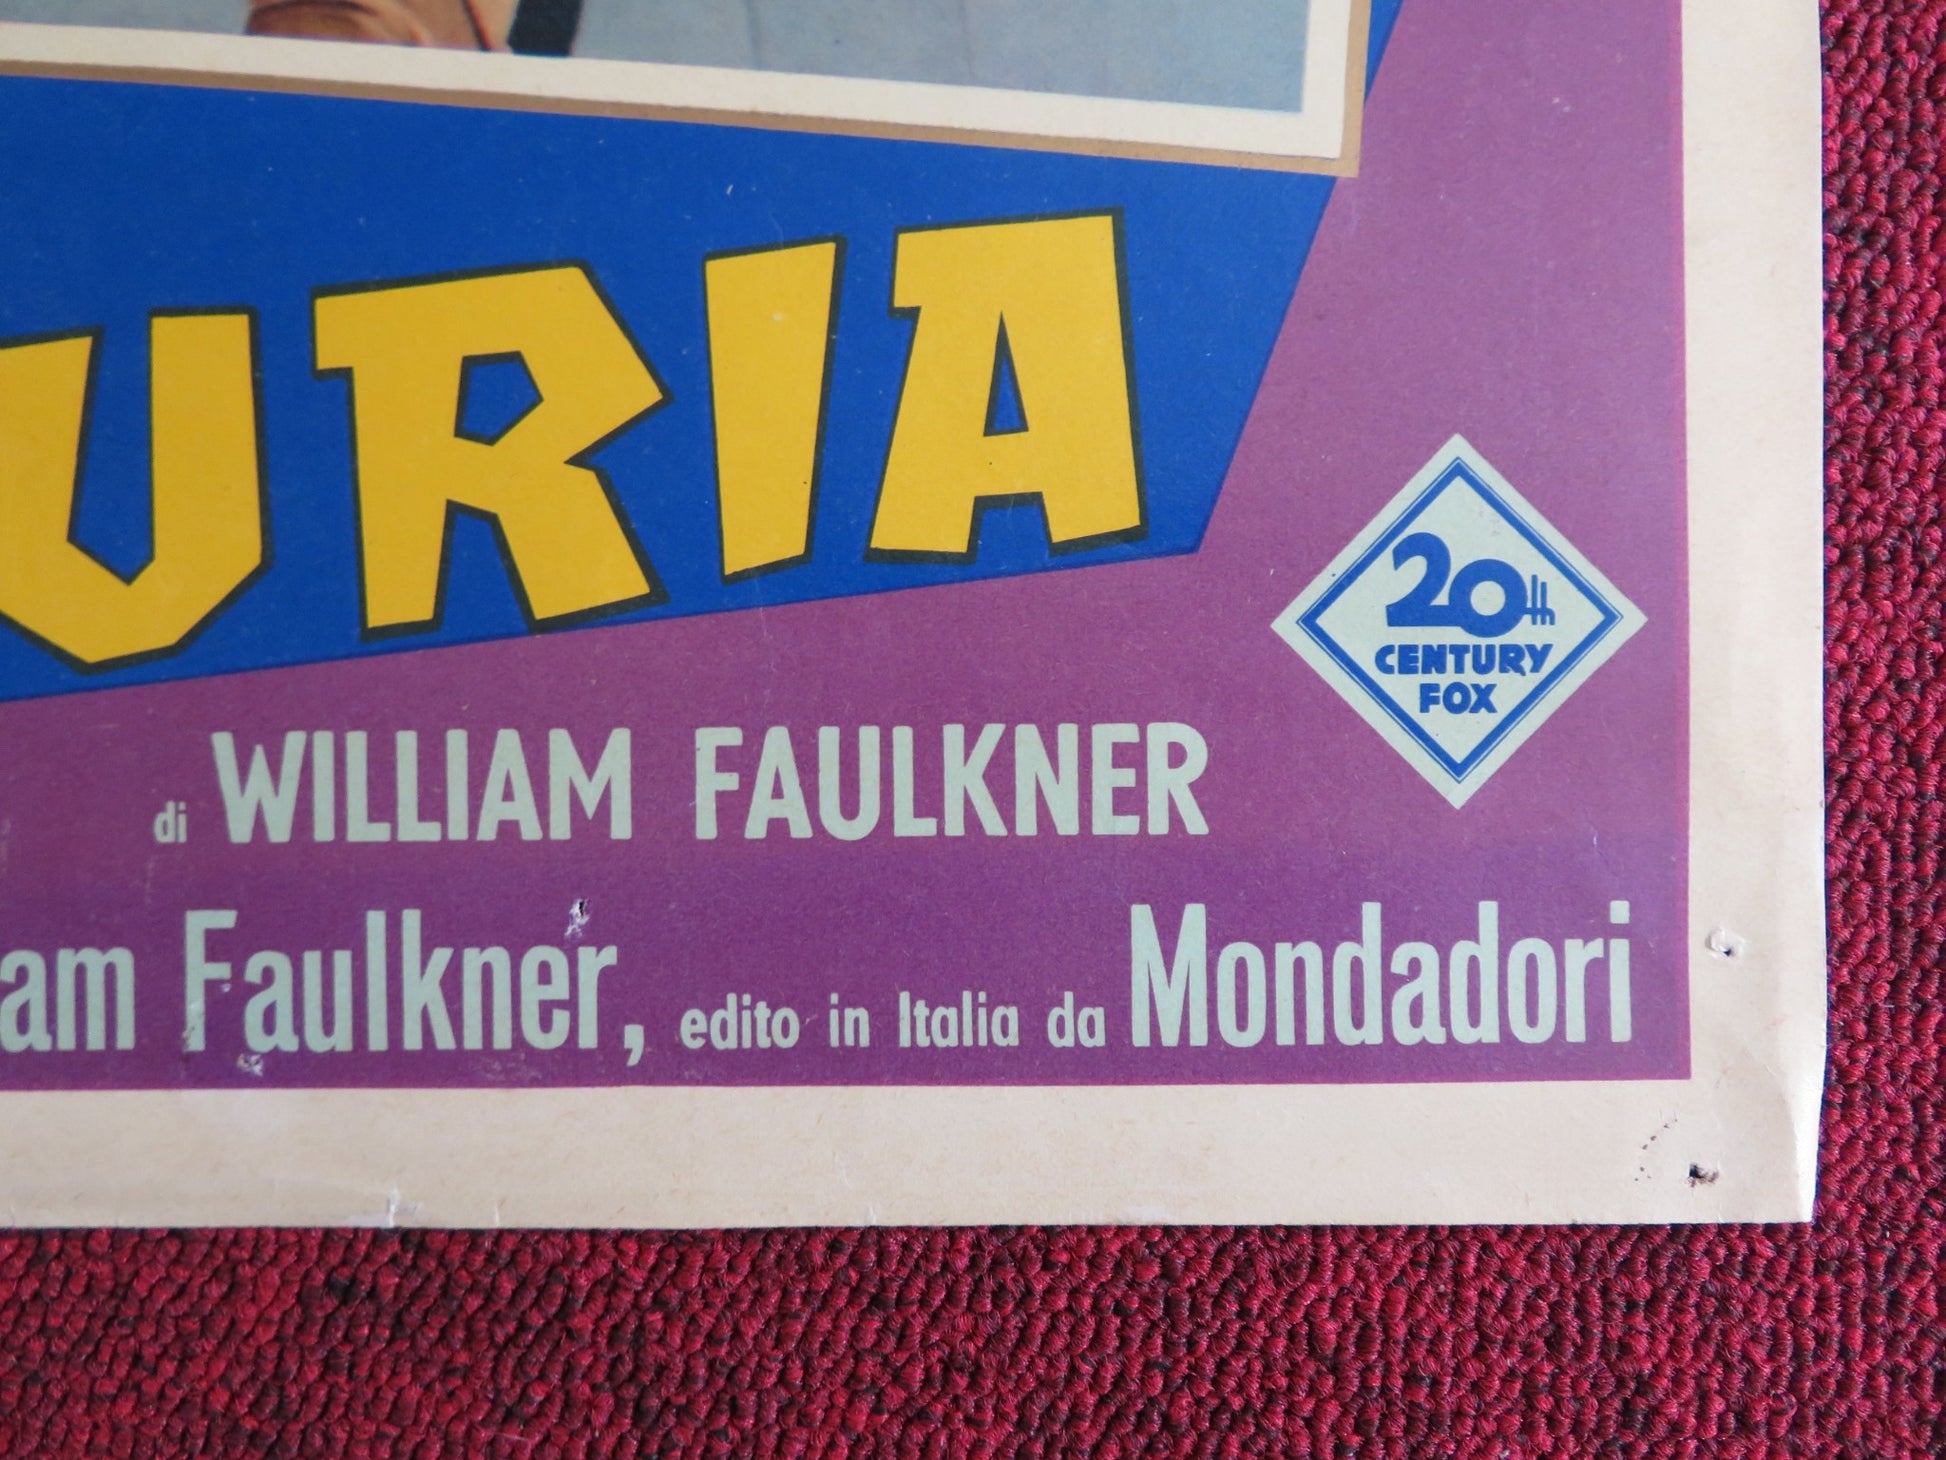 URIA
20th
CENTURY
FOX
di WILLIAM FAULKNER
am Faulkner, edito in Italia da Mondadori